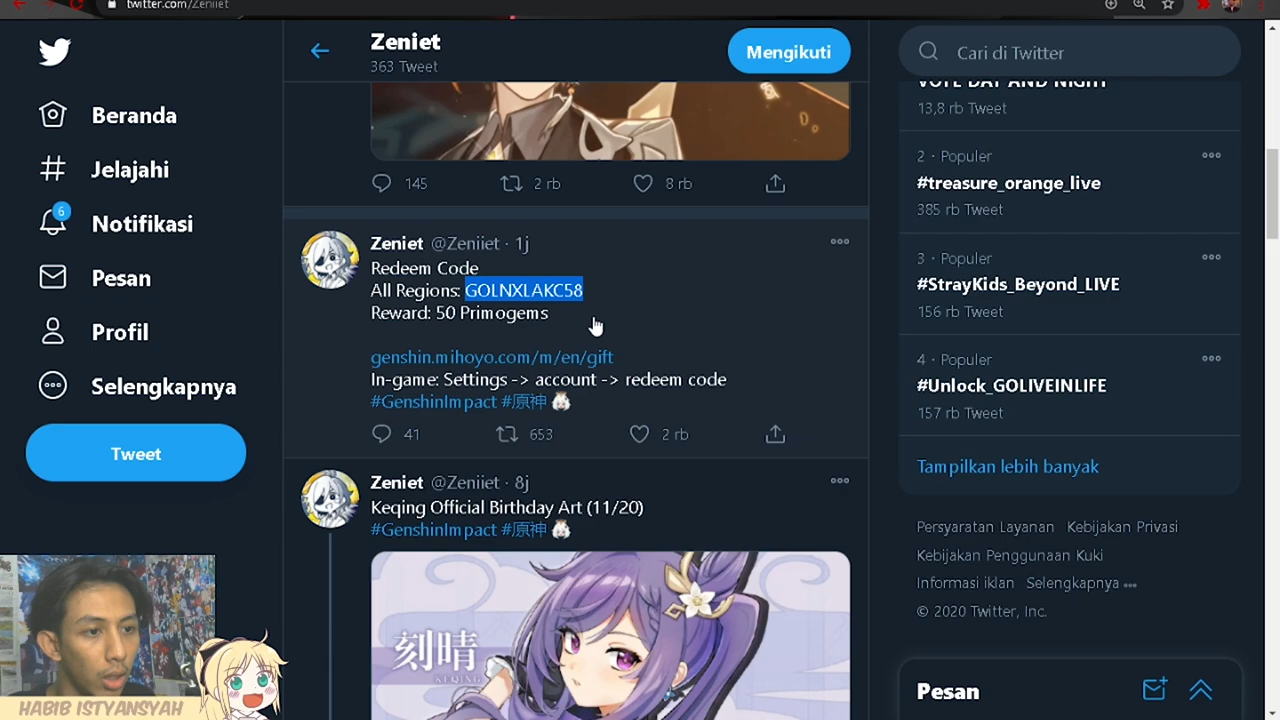 twitter.com/Zeniiet
Zeniet
363 Tweet
Mengikuti
Cari di Twitter
Beranda
Jelajahi
6
Notifikasi
Pesan
Profil
Selengkapnya
Tweet
145
2 rb
8 rb
Zeniet @Zeniiet · 1j
Redeem Code
All Regions: GOLNXLAKC58
Reward: 50 Primogems
genshin.mihoyo.com/m/en/gift
In-game: Settings -> account -> redeem code
#GenshinImpact #原神
41
653
2 rb
Zeniet @Zeniiet · 8j
Keqing Official Birthday Art (11/20)
#GenshinImpact #原神
刻晴
KEQING
VOTE DAY AND NIGHT
13,8 rb Tweet
2 · Populer
#treasure_orange_live
385 rb Tweet
3 · Populer
#StrayKids_Beyond_LIVE
156 rb Tweet
4 · Populer
#Unlock_GOLIVEINLIFE
157 rb Tweet
Tampilkan lebih banyak
Persyaratan Layanan Kebijakan Privasi
Kebijakan Penggunaan Kuki
Informasi iklan Selengkapnya
© 2020 Twitter, Inc.
Pesan
HABIB ISTYANSYAH